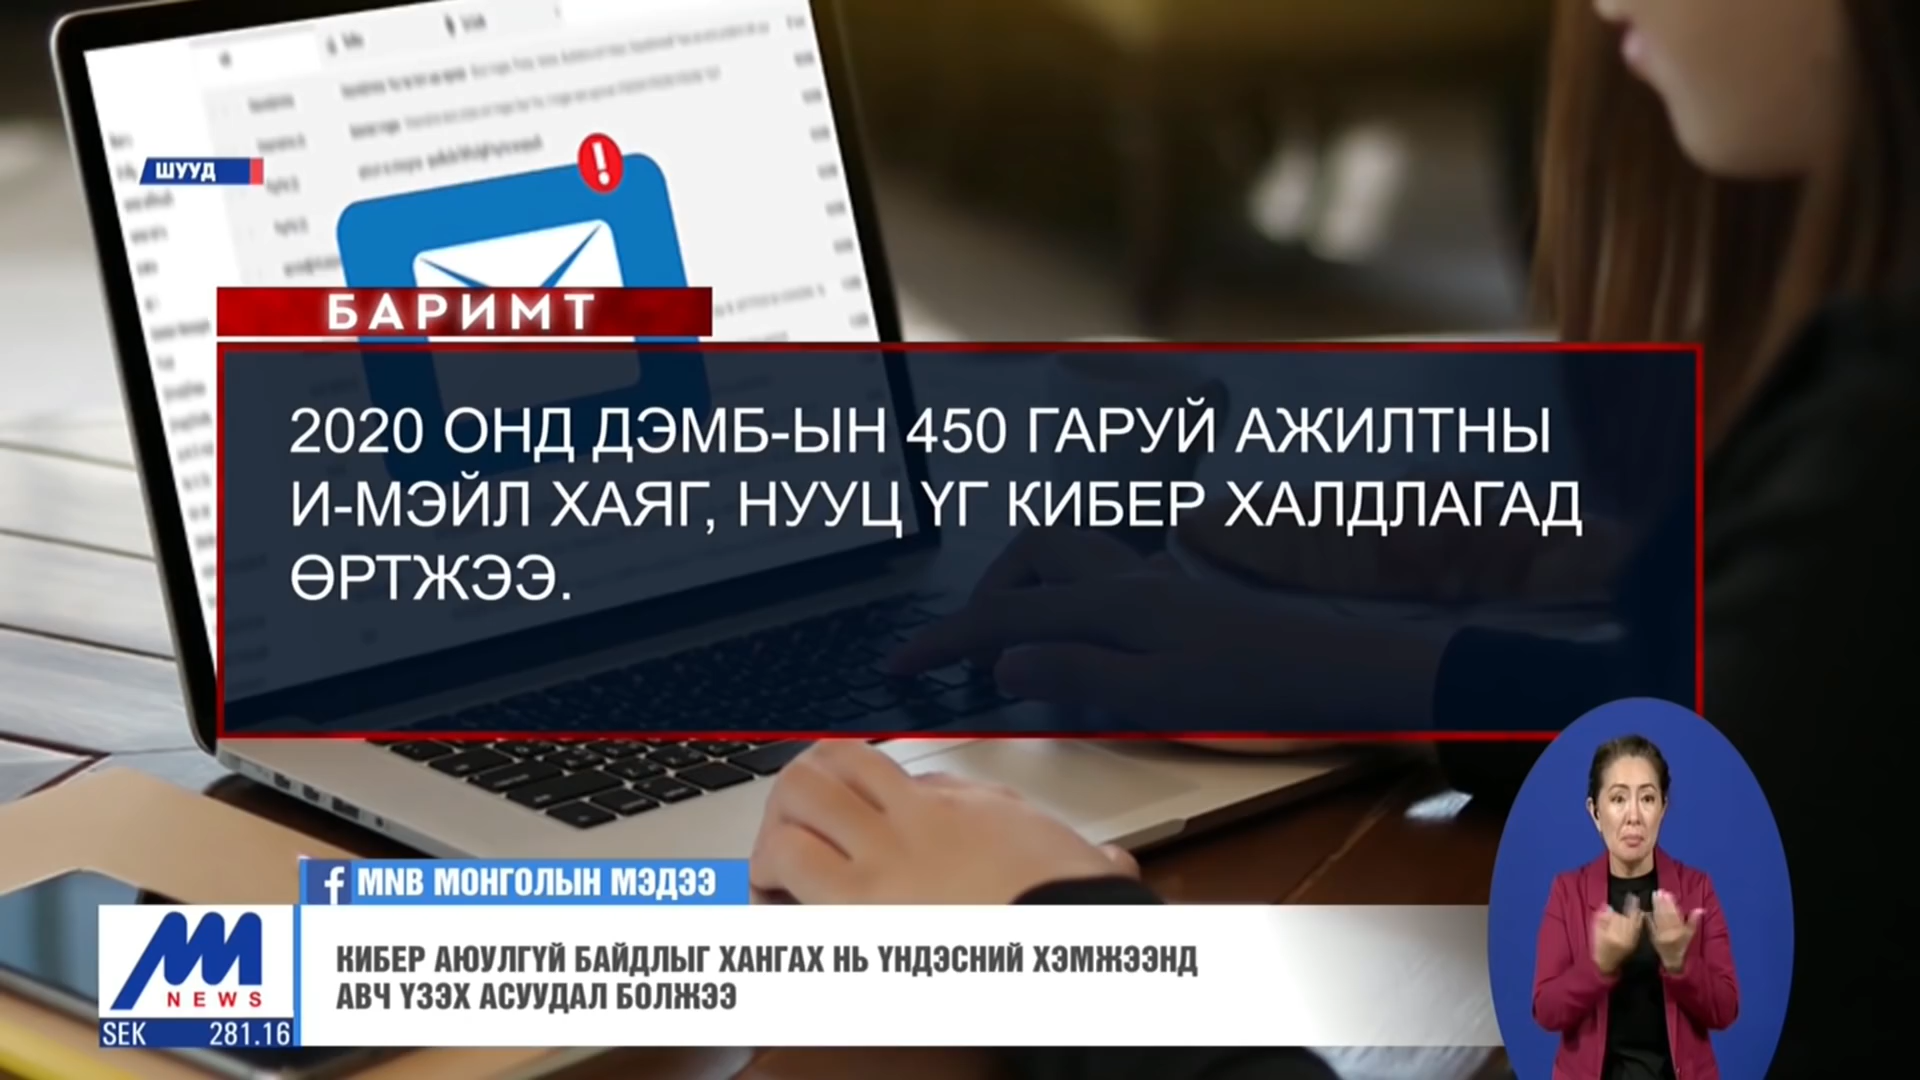 ШУУД
БАРИМТ
2020 ОНД ДЭМБ-ЫН 450 ГАРУЙ АЖИЛТНЫ
И-МЭЙЛ ХАЯГ, НУУЦ ҮГ КИБЕР ХАЛДЛАГАД
ӨРТЖЭЭ.
MNB МОНГОЛЫН МЭДЭЭ
КИБЕР АЮУЛГҮЙ БАЙДЛЫГ ХАНГАХ НЬ ҮНДЭСНИЙ ХЭМЖЭЭНД
АВЧ ҮЗЭХ АСУУДАЛ БОЛЖЭЭ
NEWS
SEK 281.16